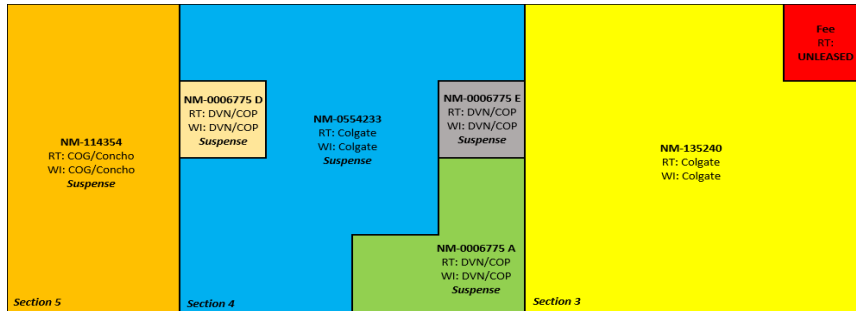 Fee
RT:
UNLEASED
NM-0006775 D
RT: DVN/COP
WI: DVN/COP
Suspense
NM-0006775 E
RT: DVN/COP
WI: DVN/COP
Suspense
NM-114354
RT: COG/Concho
WI: COG/Concho
Suspense
NM-0554233
RT: Colgate
WI: Colgate
Suspense
NM-135240
RT: Colgate
WI: Colgate
NM-0006775 A
RT: DVN/COP
WI: DVN/COP
Suspense
Section 5
Section 4
Section 3